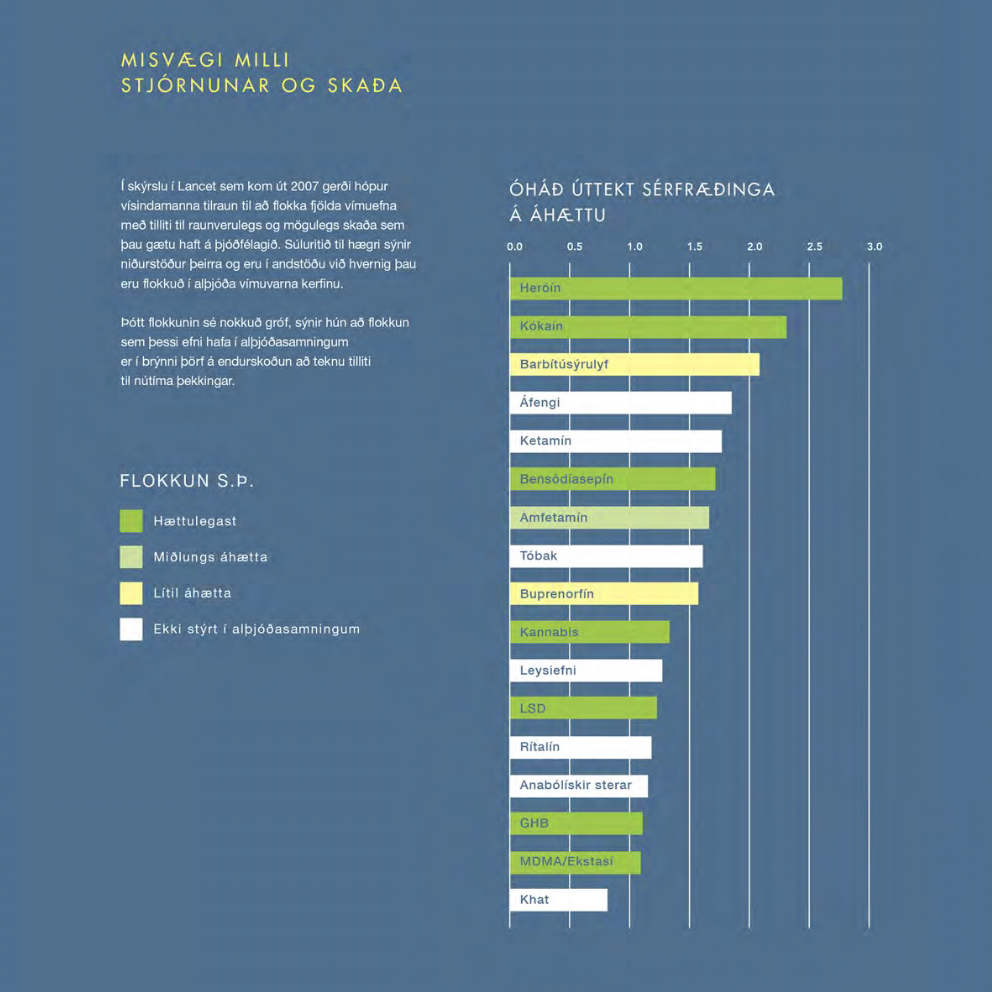 MISVÆGI MILLI
STJÓRNUNAR OG SKAÐA
Í skýrslu í Lancet sem kom út 2007 gerði hópur
vísindamanna tilraun til að flokka fjölda vímuefna
með tilliti til raunverulegs og mögulegs skaða sem
þau gætu haft á þjóðfélagið. Súluritið til hægri sýnir
niðurstöður þeirra og eru í andstöðu við hvernig þau
eru flokkuð í alþjóða vímuvarna kerfinu.
Þótt flokkunin sé nokkuð gróf, sýnir hún að flokkun
sem þessi efni hafa í alþjóðasamningum
er í brýnni þörf á endurskoðun að teknu tilliti
til nútíma þekkingar.
FLOKKUN S.Þ.
Hættulegast
Miðlungs áhætta
Lítil áhætta
Ekki stýrt í alþjóðasamningum
ÓHÁÐ ÚTTEKT SÉRFRÆÐINGA
Á ÁHÆTTU
0.0 0.5 1.0 1.5 2.0 2.5 3.0
Heróín
Kókaín
Barbítúsýrulyf
Áfengi
Ketamín
Bensódíasepín
Amfetamín
Tóbak
Buprenorfín
Kannabis
Leysiefni
LSD
Rítalín
Anabólískir sterar
GHB
MDMA/Ekstasí
Khat